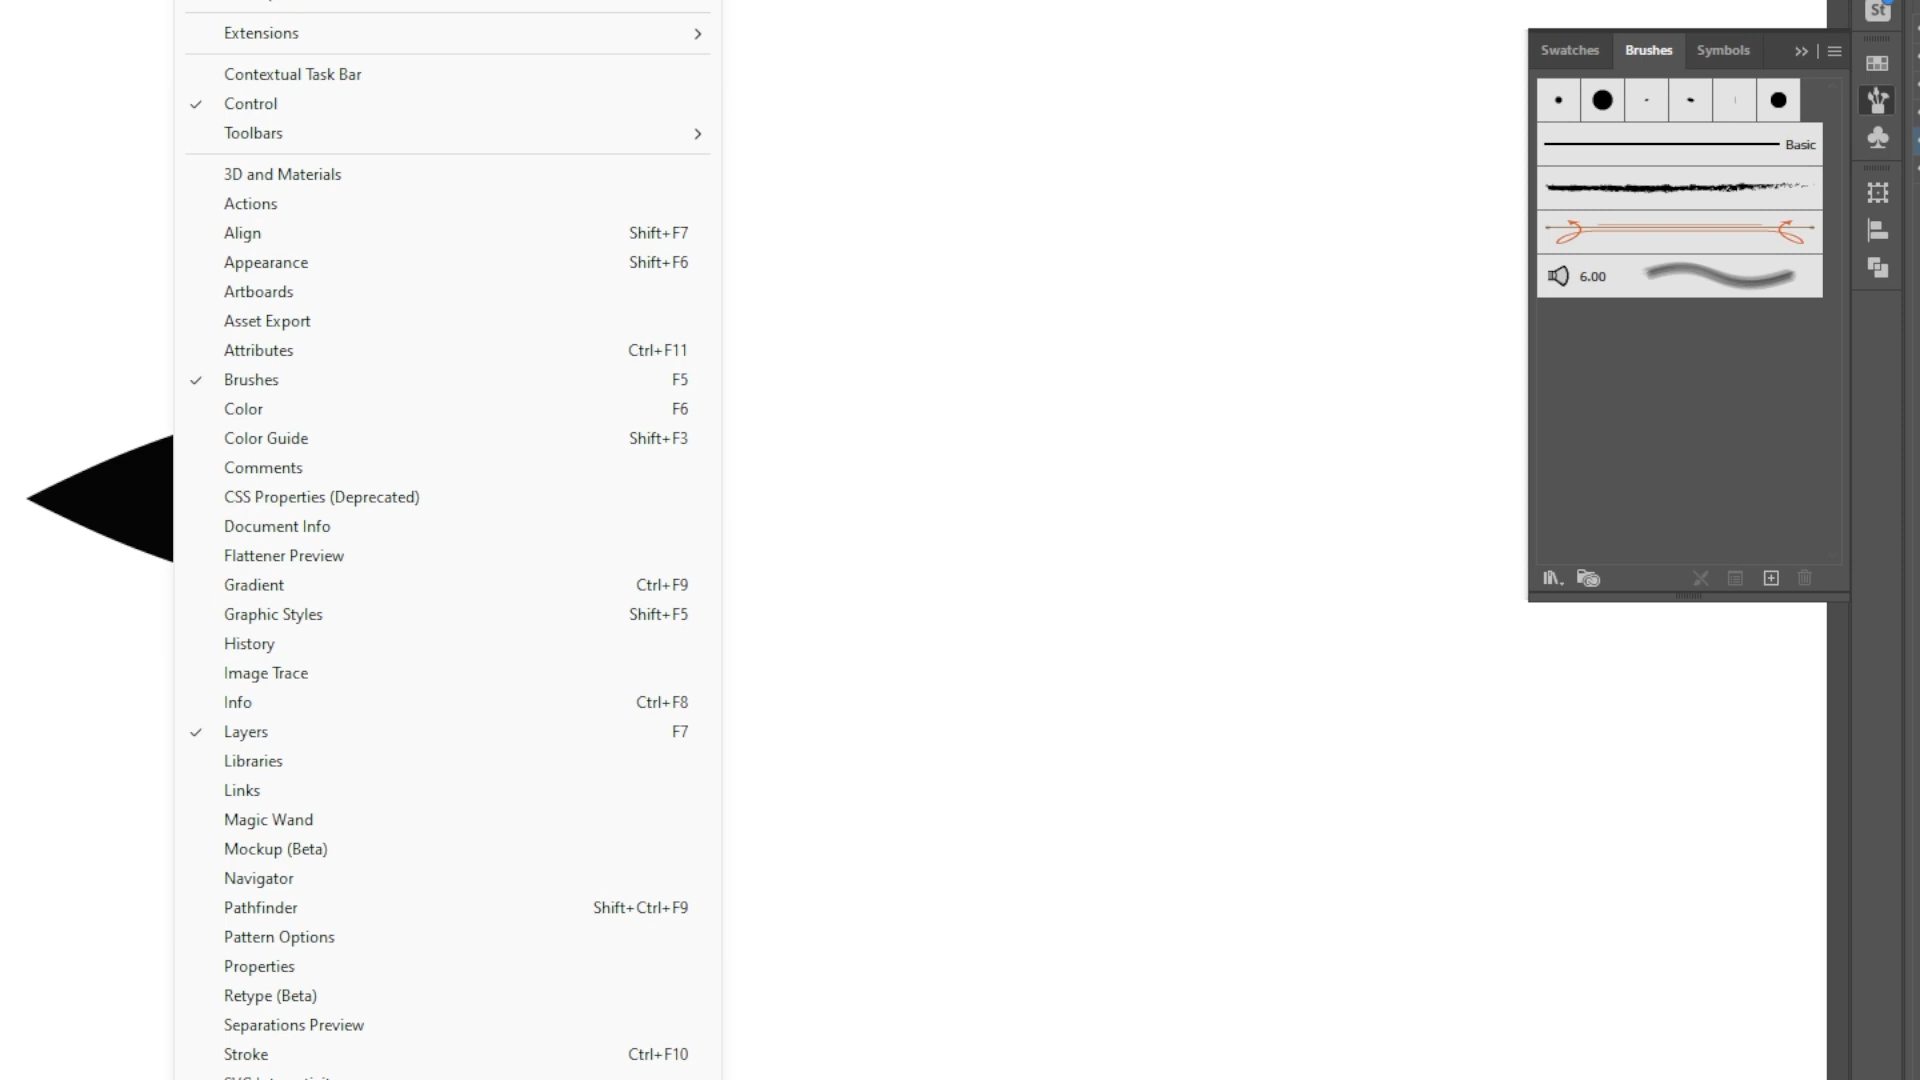 Extensions
Contextual Task Bar
Control
Toolbars
3D and Materials
Actions
Align Shift+F7
Appearance Shift+F6
Artboards
Asset Export
Attributes Ctrl+F11
Brushes F5
Color F6
Color Guide Shift+F3
Comments
CSS Properties (Deprecated)
Document Info
Flattener Preview
Gradient Ctrl+F9
Graphic Styles Shift+F5
History
Image Trace
Info Ctrl+F8
Layers F7
Libraries
Links
Magic Wand
Mockup (Beta)
Navigator
Pathfinder Shift+Ctrl+F9
Pattern Options
Properties
Retype (Beta)
Separations Preview
Stroke Ctrl+F10
Swatches Brushes Symbols
Basic
6.00
St